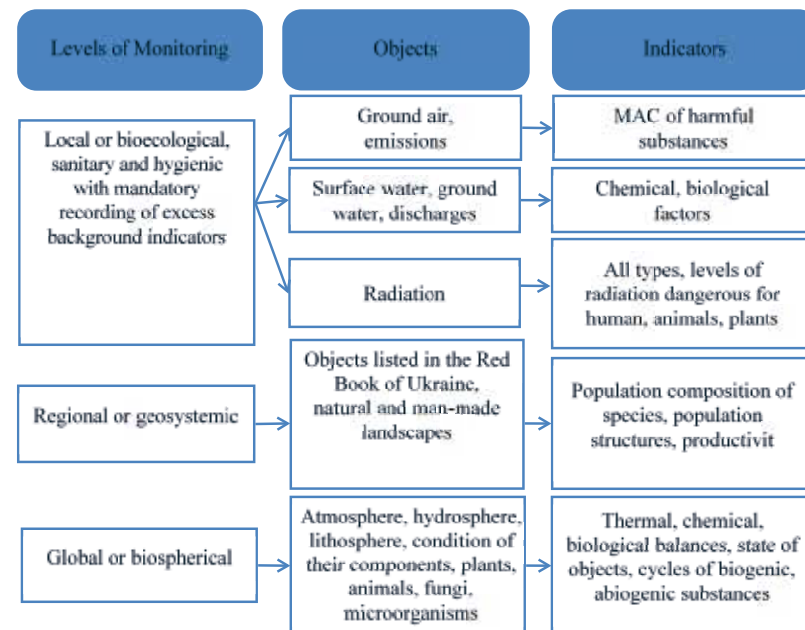 Levels of Monitoring
Objects
Indicators
Local or bioecological,
sanitary and hygienic
with mandatory
recording of excess
background indicators
Ground air,
emissions
MAC of harmful
substances
Surface water, ground
water, discharges
Chemical, biological
factors
Radiation
All types, levels of
radiation dangerous for
human, animals, plants
Regional or geosystemic
Objects listed in the Red
Book of Ukraine,
natural and man-made
landscapes
Population composition of
species, population
structures, productivit
Global or biospherical
Atmosphere, hydrosphere,
lithosphere, condition of
their components, plants,
animals, fungi,
microorganisms
Thermal, chemical,
biological balances, state of
objects, cycles of biogenic,
abiogenic substances